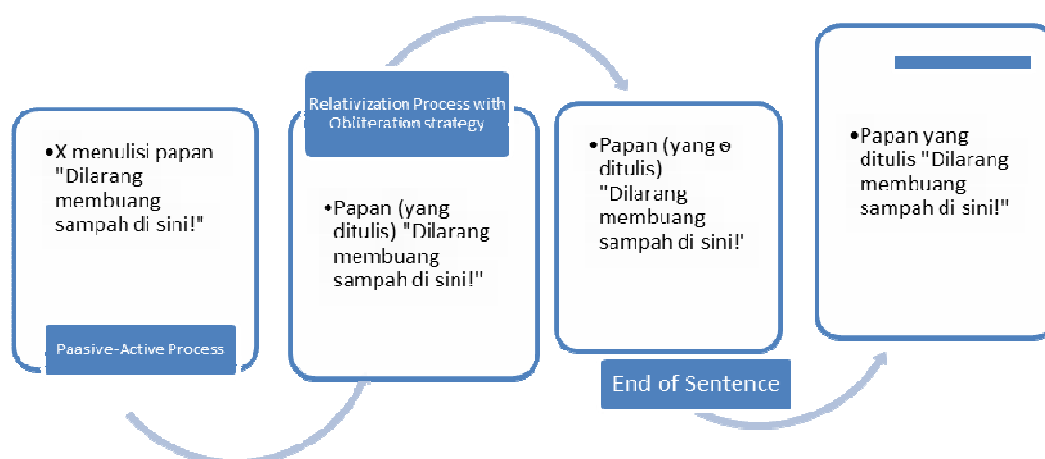 •X menulisi papan
"Dilarang
membuang
sampah di sini!"
Paasive-Active Process
Relativization Process with
Obliteration strategy
•Papan (yang
ditulis) "Dilarang
membuang
sampah di sini!"
•Papan (yang ɵ
ditulis)
"Dilarang
membuang
sampah di sini!'
End of Sentence
•Papan yang
ditulis "Dilarang
membuang
sampah di sini!"